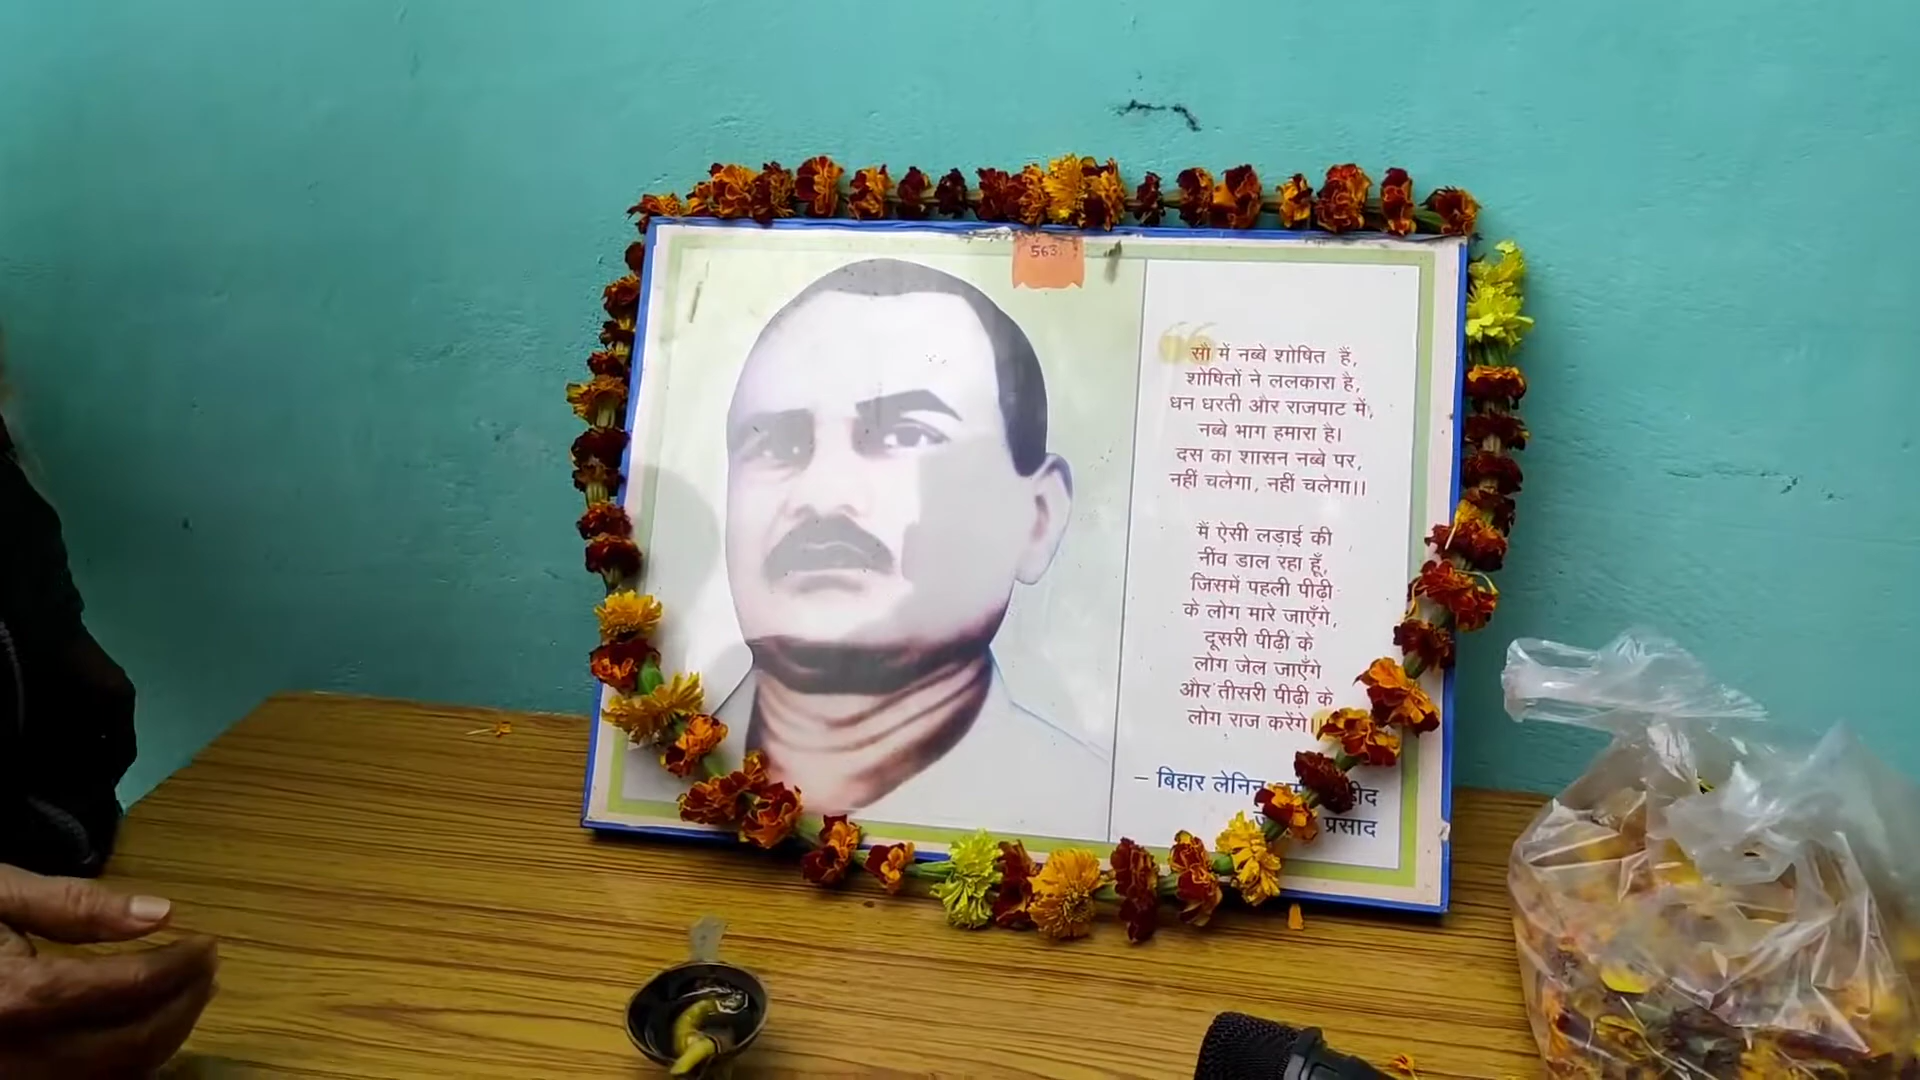 563
सौ में नब्बे शोषित हैं,
शोषितों ने ललकारा है,
धन धरती और राजपाट में,
नब्बे भाग हमारा है।
दस का शासन नब्बे पर,
नहीं चलेगा, नहीं चलेगा।।
मैं ऐसी लड़ाई की
नींव डाल रहा हूँ,
जिसमें पहली पीढ़ी
के लोग मारे जाएँगे,
दूसरी पीढ़ी के
लोग जेल जाएँगे
और तीसरी पीढ़ी के
लोग राज करेंगे।।
– बिहार लेनिन
प्रसाद